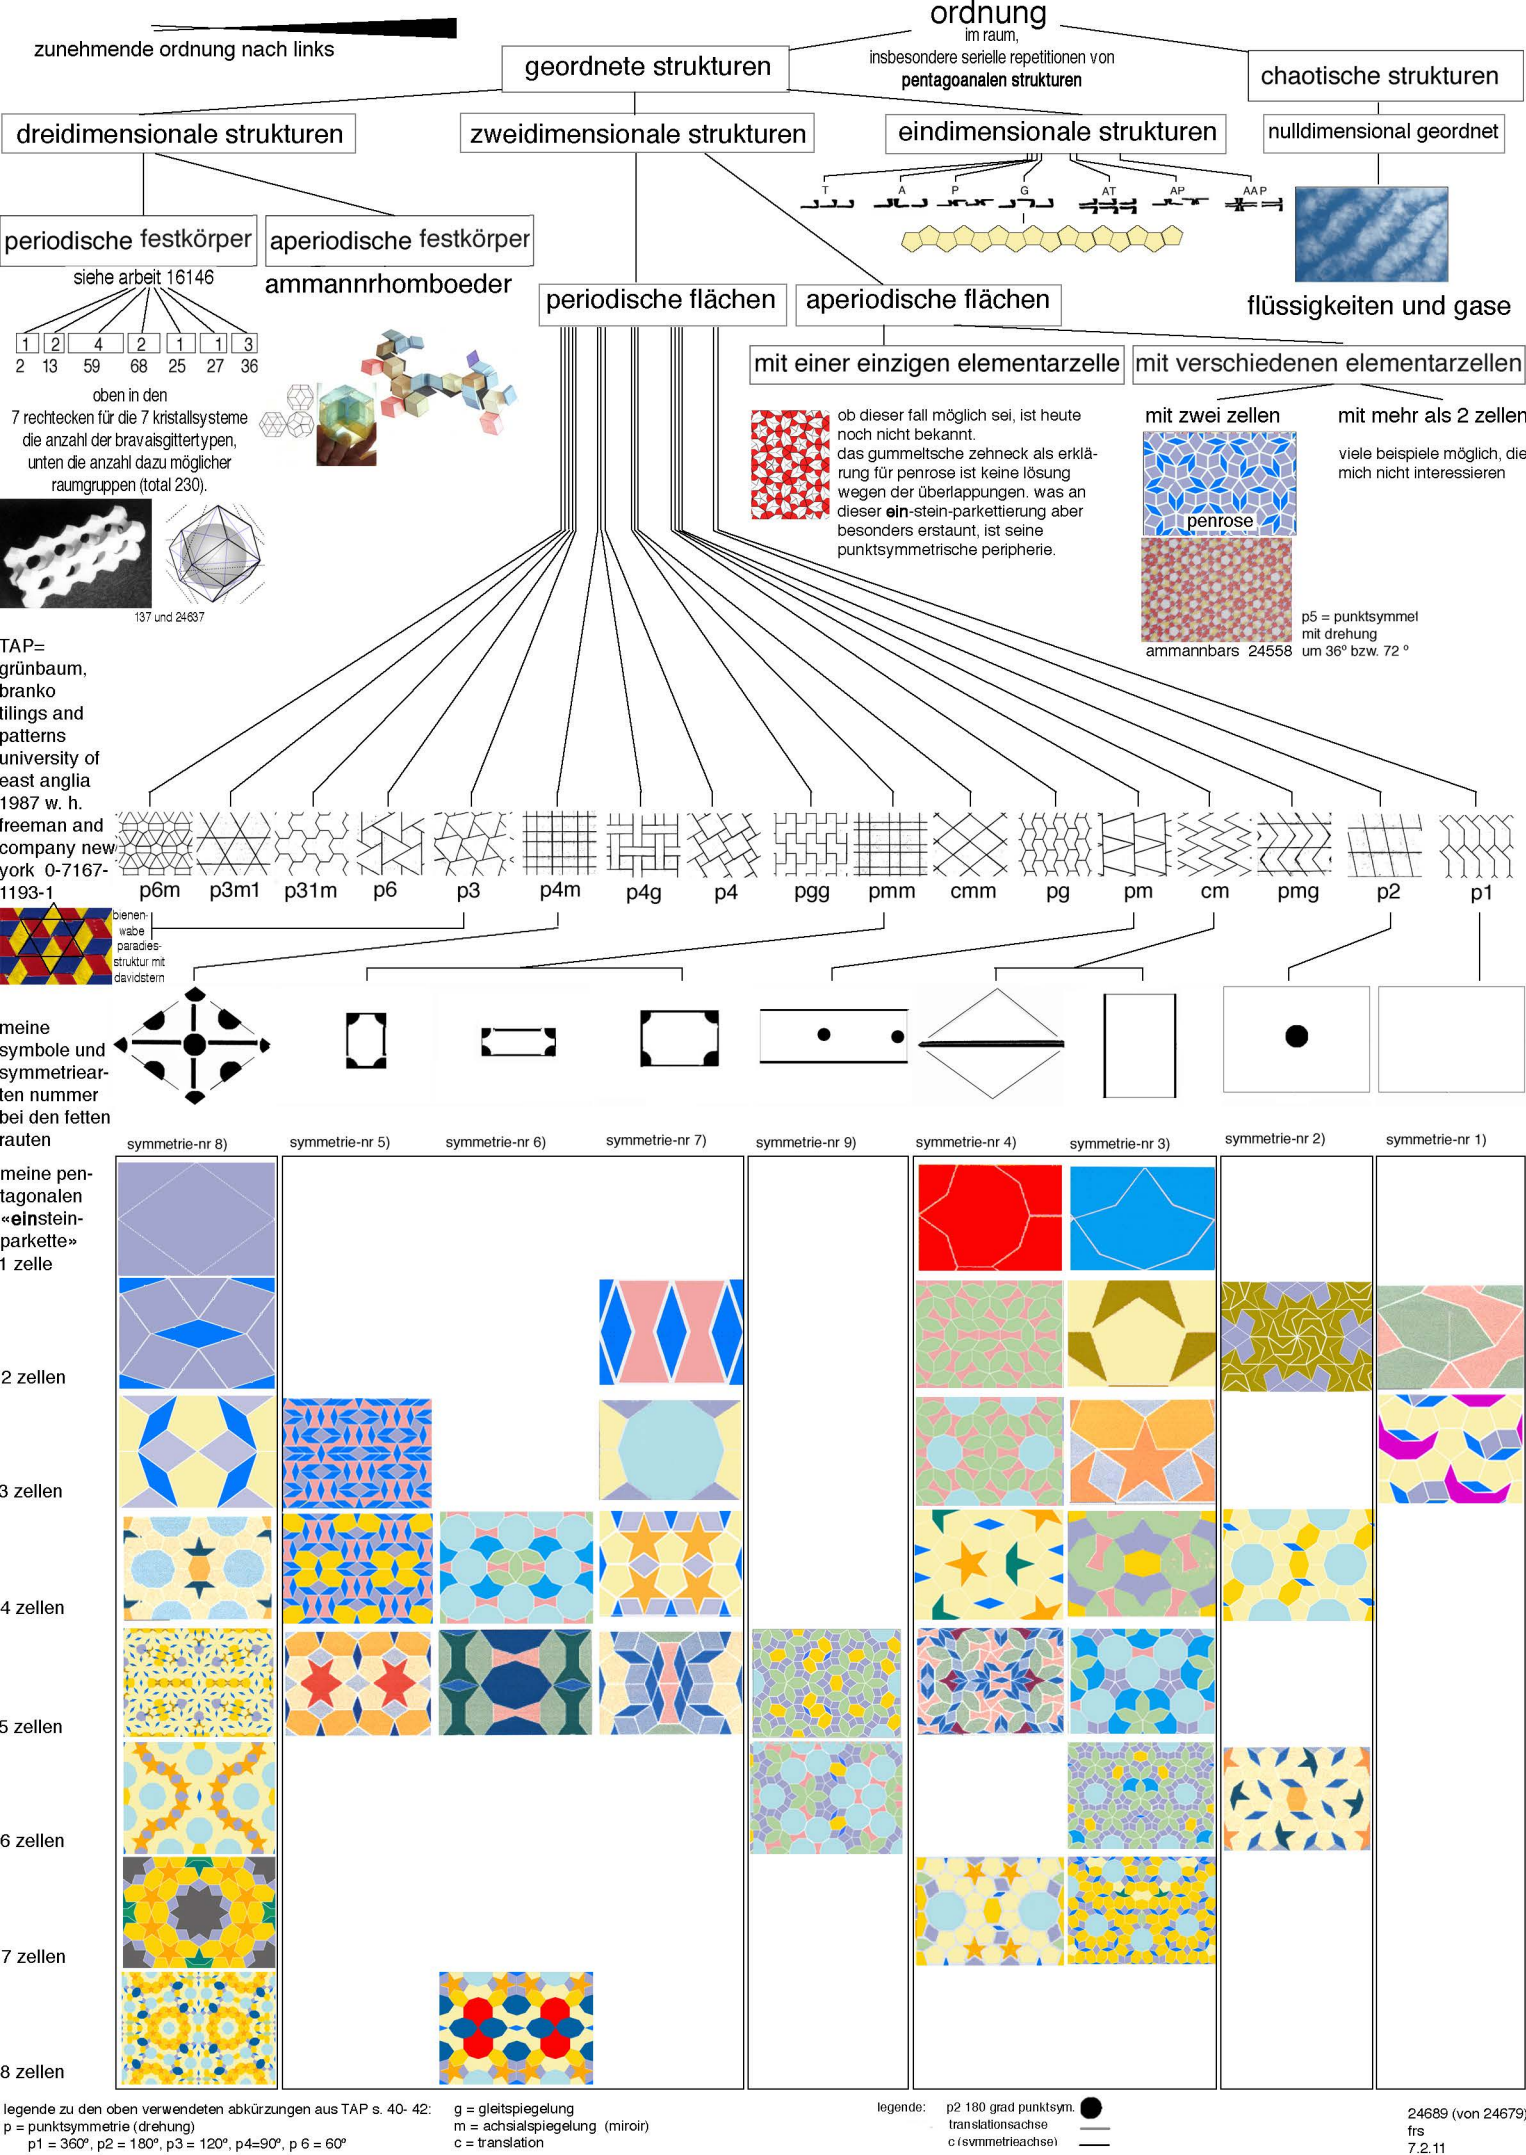 ordnung
im raum,
insbesondere serielle repetitionen von
pentagoanalen strukturen
zunehmende ordnung nach links
geordnete strukturen
chaotische strukturen
dreidimensionale strukturen
zweidimensionale strukturen
eindimensionale strukturen
nulldimensional geordnet
T A P G AT AP AAP
periodische festkörper
aperiodische festkörper
siehe arbeit 16146
ammannrhomboeder
periodische flächen
aperiodische flächen
flüssigkeiten und gase
1 2 4 2 1 1 3
2 13 59 68 25 27 36
mit einer einzigen elementarzelle
mit verschiedenen elementarzellen
oben in den
7 rechtecken für die 7 kristallsysteme
die anzahl der bravaisgittertypen,
unten die anzahl dazu möglicher
raumgruppen (total 230).
ob dieser fall möglich sei, ist heute
noch nicht bekannt.
das gummeltsche zehneck als erklä-
rung für penrose ist keine lösung
wegen der überlappungen. was an
dieser ein-stein-parkettierung aber
besonders erstaunt, ist seine
punktsymmetrische peripherie.
mit zwei zellen
mit mehr als 2 zellen
viele beispiele möglich, die
mich nicht interessieren
penrose
137 und 24637
p5 = punktsymmet
mit drehung
um 36º bzw. 72 º
ammannbars 24558
TAP=
grünbaum,
branko
tilings and
patterns
university of
east anglia
1987 w. h.
freeman and
company new
york 0-7167-
1193-1
p6m p3m1 p31m p6 p3 p4m p4g p4 pgg pmm cmm pg pm cm pmg p2 p1
bienen-
wabe
paradies-
struktur mit
davidstern
meine
symbole und
symmetriear-
ten nummer
bei den fetten
rauten
symmetrie-nr 8) symmetrie-nr 5) symmetrie-nr 6) symmetrie-nr 7) symmetrie-nr 9) symmetrie-nr 4) symmetrie-nr 3) symmetrie-nr 2) symmetrie-nr 1)
meine pen-
tagonalen
«einstein-
parkette»
1 zelle
2 zellen
3 zellen
4 zellen
5 zellen
6 zellen
7 zellen
8 zellen
legende zu den oben verwendeten abkürzungen aus TAP s. 40- 42:
p = punktsymmetrie (drehung)
p1 = 360º, p2 = 180º, p3 = 120º, p4=90º, p 6 = 60º
g = gleitspiegelung
m = achsialspiegelung (miroir)
c = translation
legende: p2 180 grad punktsym.
translationsachse
c (symmetrieachse)
24689 (von 24679)
frs
7.2.11